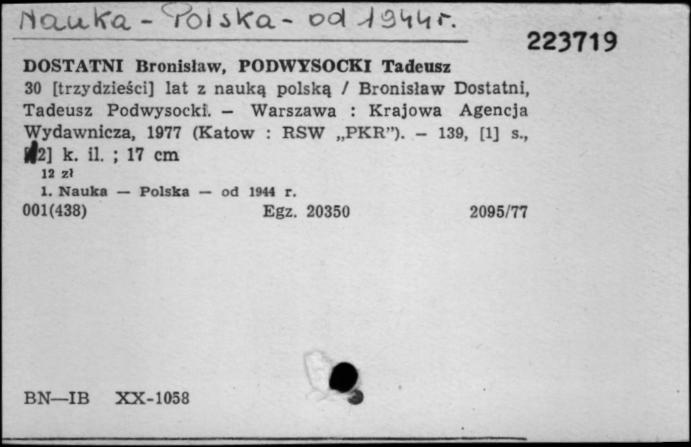 Nauka - Polska - od 1944r.
223719
DOSTATNI Bronisław, PODWYSOCKI Tadeusz
30 [trzydzieści] lat z nauką polską / Bronisław Dostatni,
Tadeusz Podwysocki. — Warszawa : Krajowa Agencja
Wydawnicza, 1977 (Katow : RSW „PKR”). — 139, [1] s.,
2] k. il. ; 17 cm
12 zł
1. Nauka — Polska — od 1944 r.
001(438) Egz. 20350 2095/77
BN—IB XX-1058